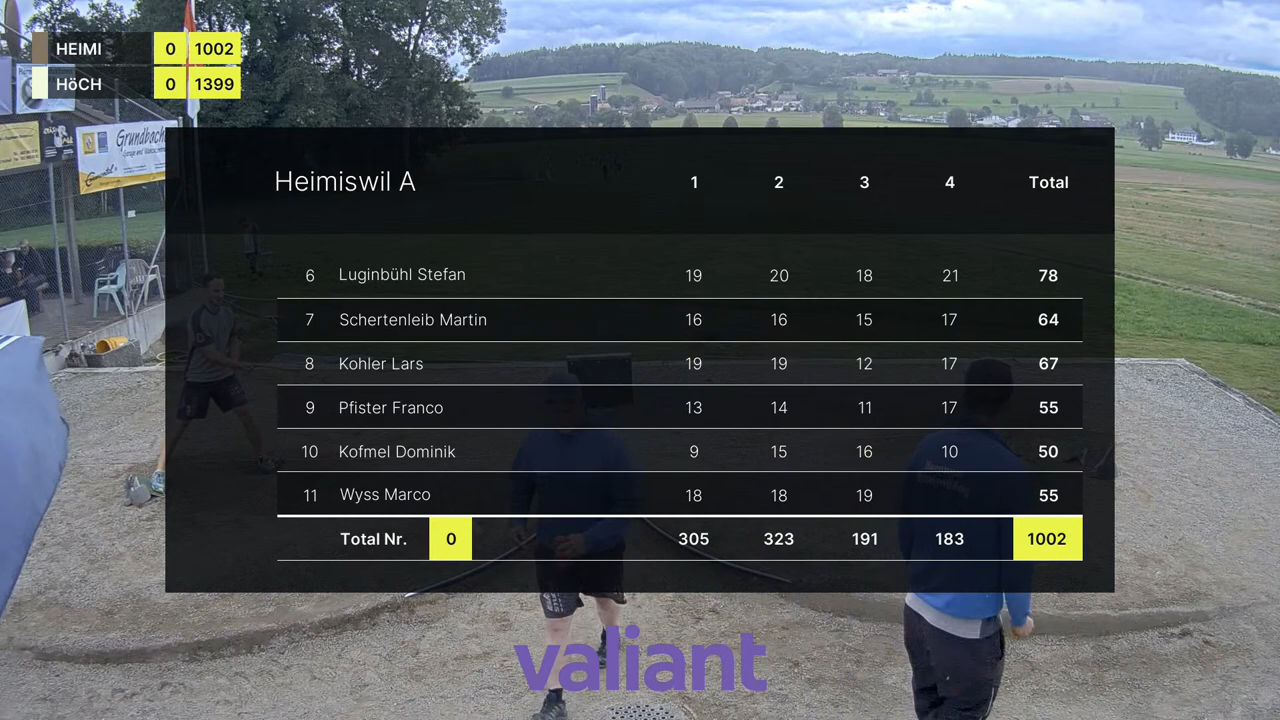 HEIMI 0 1002
HöCH 0 1399
Grundbach
Heimiswil A 1 2 3 4 Total
6 Luginbühl Stefan 19 20 18 21 78
7 Schertenleib Martin 16 16 15 17 64
8 Kohler Lars 19 19 12 17 67
9 Pfister Franco 13 14 11 17 55
10 Kofmel Dominik 9 15 16 10 50
11 Wyss Marco 18 18 19 55
Total Nr. 0 305 323 191 183 1002
valiant